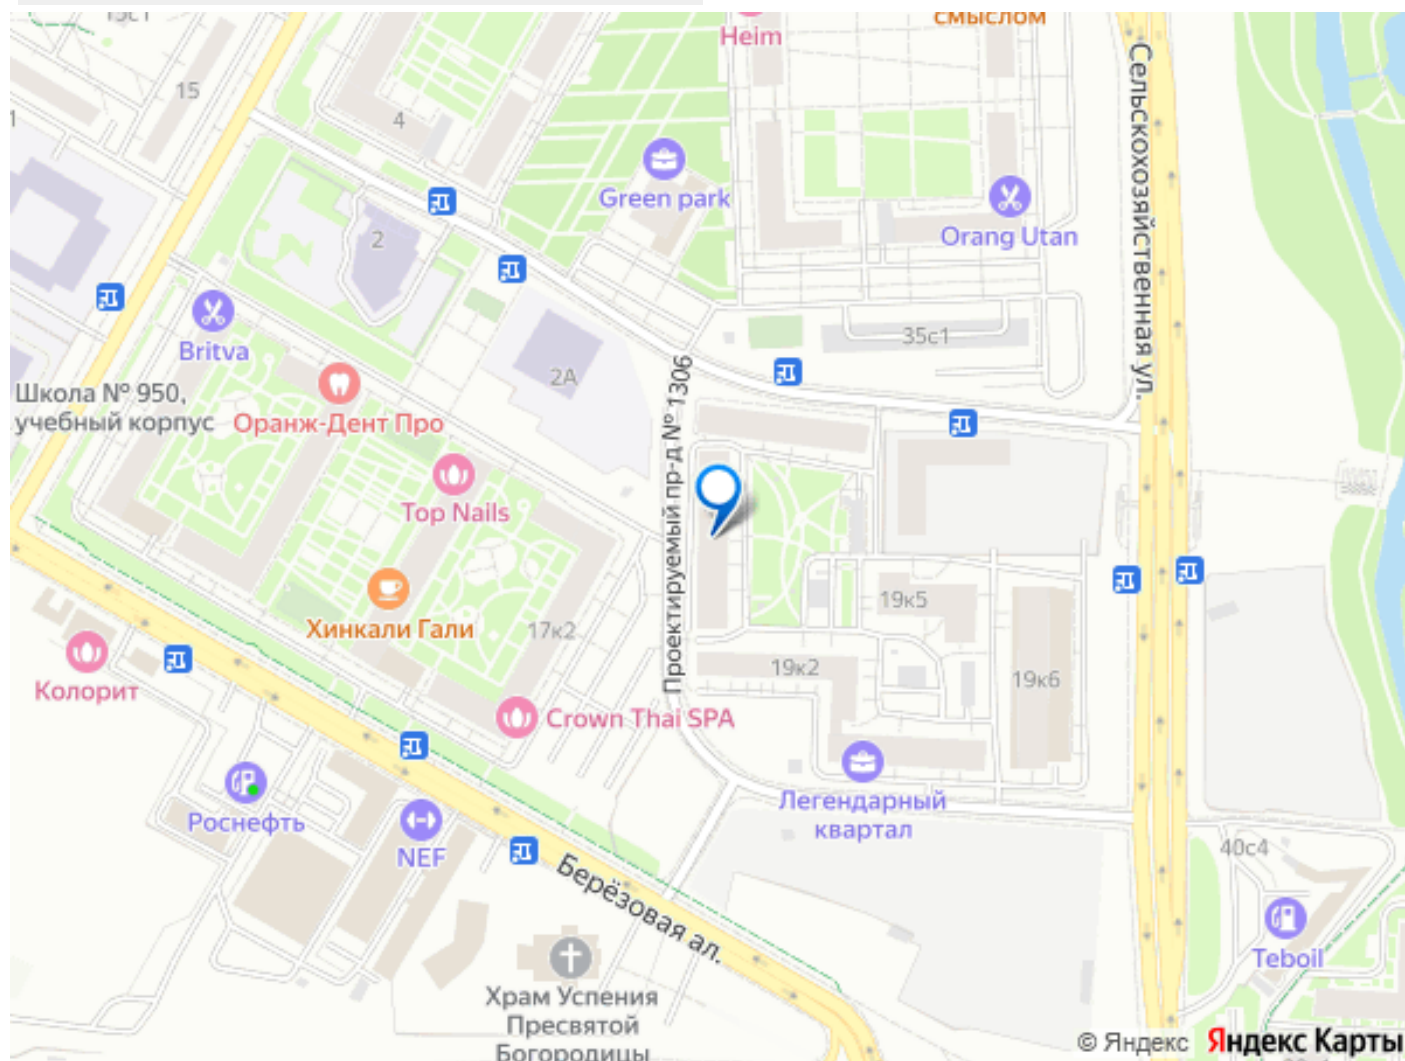 15с1
Heim
смыслом
Сельскохозяйственная ул.
15
4
1
Green park
2
Orang Utan
Britva
35с1
2А
Школа № 950,
учебный корпус
Оранж-Дент Про
Проектируемый пр-д № 1306
Top Nails
Хинкали Гали
17к2
19к5
19к2
19к6
Колорит
Crown Thai SPA
Легендарный
квартал
Роснефть
NEF
40с4
Берёзовая ал.
Teboil
Храм Успения
Пресвятой
Богородицы
© Яндекс Яндекс Карты